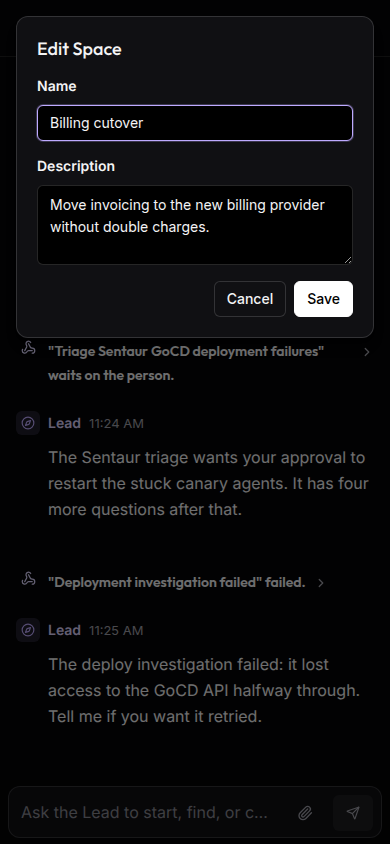 Edit Space
Name
Billing cutover
Description
Move invoicing to the new billing provider
without double charges.
Cancel
Save
"Triage Sentaur GoCD deployment failures"
waits on the person.
Lead 11:24 AM
The Sentaur triage wants your approval to
restart the stuck canary agents. It has four
more questions after that.
"Deployment investigation failed" failed.
Lead 11:25 AM
The deploy investigation failed: it lost
access to the GoCD API halfway through.
Tell me if you want it retried.
Ask the Lead to start, find, or c...